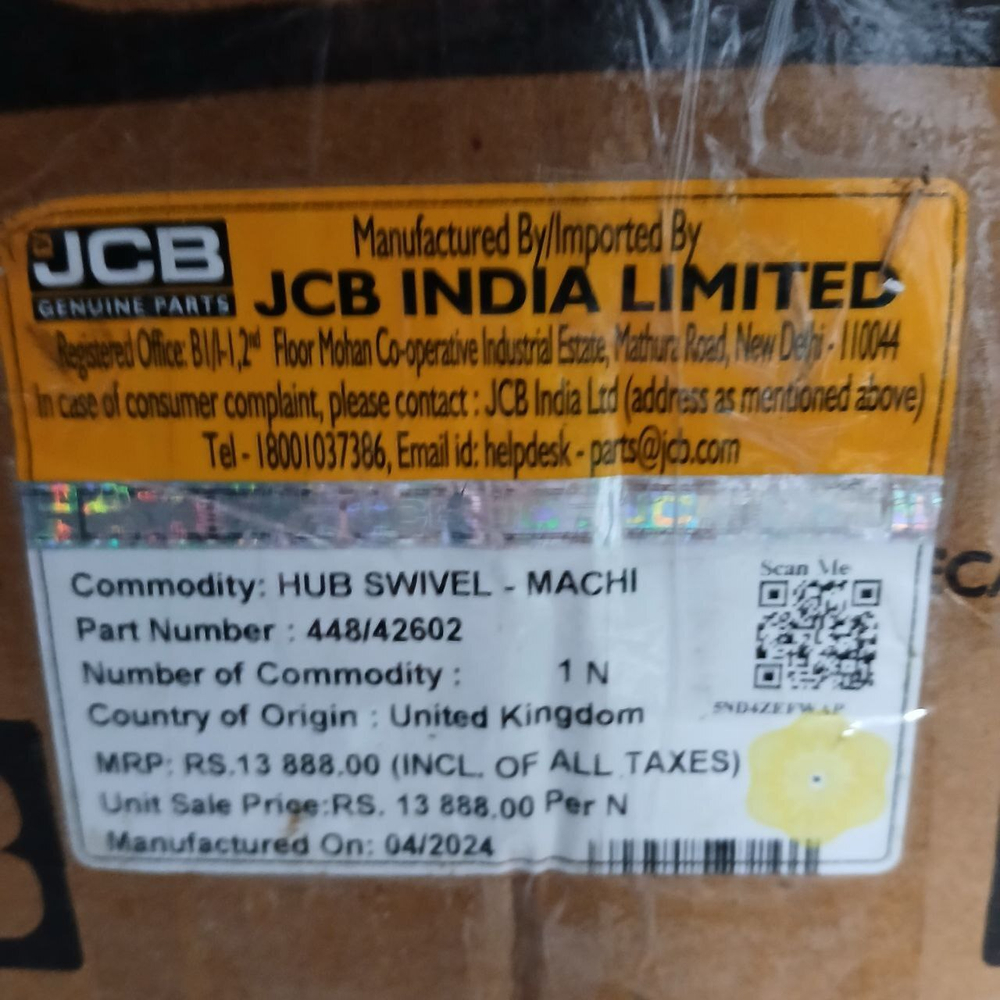 JCB
GENUINE PARTS
Manufactured By/Imported By
JCB INDIA LIMITED
Registered Office: B1/I-1, 2nd Floor Mohan Co-operative Industrial Estate, Mathura Road, New Delhi - 110044
In case of consumer complaint, please contact : JCB India Ltd (address as mentioned above)
Tel - 18001037386, Email id: helpdesk - parts@jcb.com
Commodity: HUB SWIVEL - MACHI
Part Number : 448/42602
Number of Commodity : 1 N
Country of Origin : United Kingdom
MRP: RS.13 888.00 (INCL. OF ALL TAXES)
Unit Sale Price:RS. 13 888.00 Per N
Manufactured On: 04/2024
Scan Me